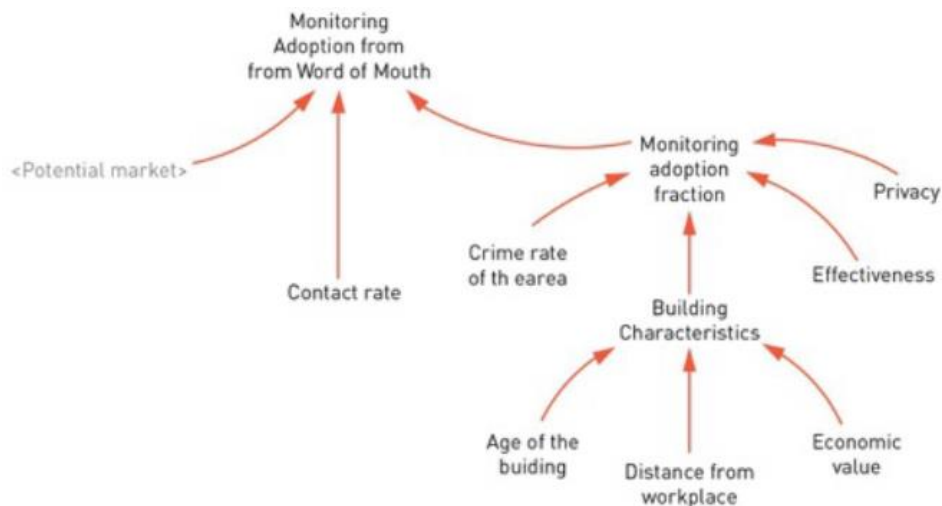 Monitoring
Adoption from
from Word of Mouth
<Potential market>
Monitoring
adoption
fraction
Privacy
Crime rate
of th earea
Effectiveness
Contact rate
Building
Characteristics
Age of the
buiding
Distance from
workplace
Economic
value